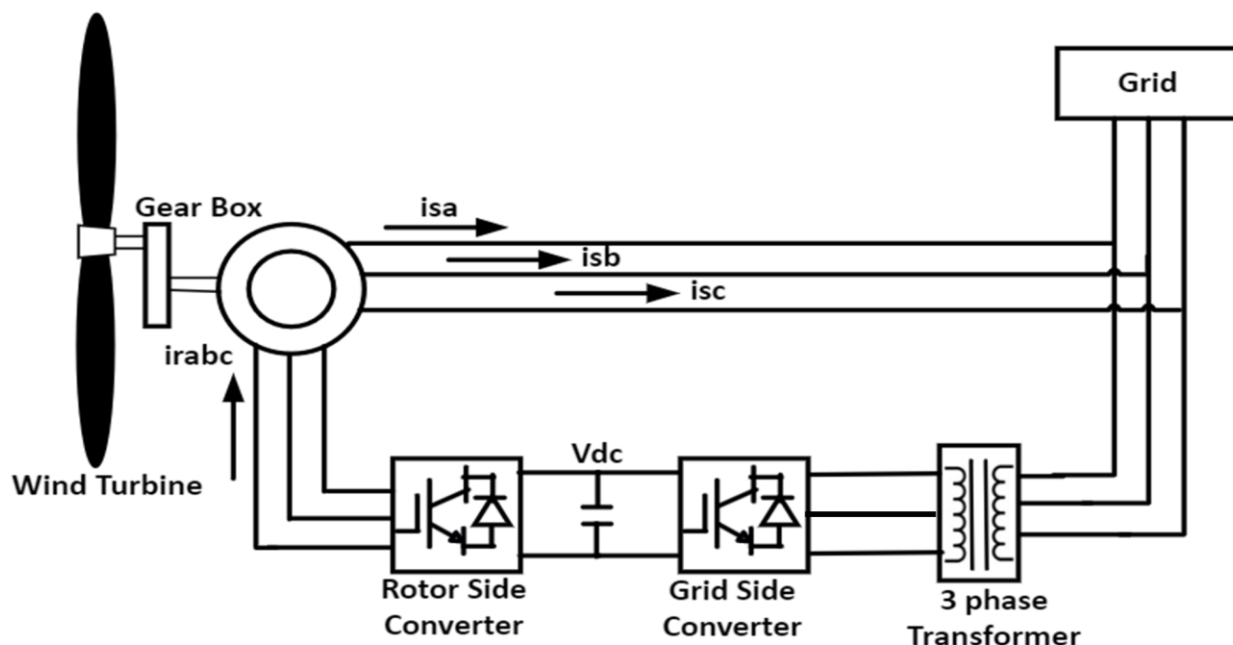 Grid
Gear Box
isa
isb
isc
irabc
Wind Turbine
Vdc
Rotor Side
Converter
Grid Side
Converter
3 phase
Transformer